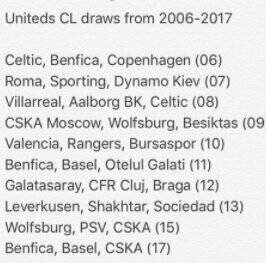 Uniteds CL draws from 2006-2017
Celtic, Benfica, Copenhagen (06)
Roma, Sporting, Dynamo Kiev (07)
Villarreal, Aalborg BK, Celtic (08)
CSKA Moscow, Wolfsburg, Besiktas (09
Valencia, Rangers, Bursaspor (10)
Benfica, Basel, Otelul Galati (11)
Galatasaray, CFR Cluj, Braga (12)
Leverkusen, Shakhtar, Sociedad (13)
Wolfsburg, PSV, CSKA (15)
Benfica, Basel, CSKA (17)